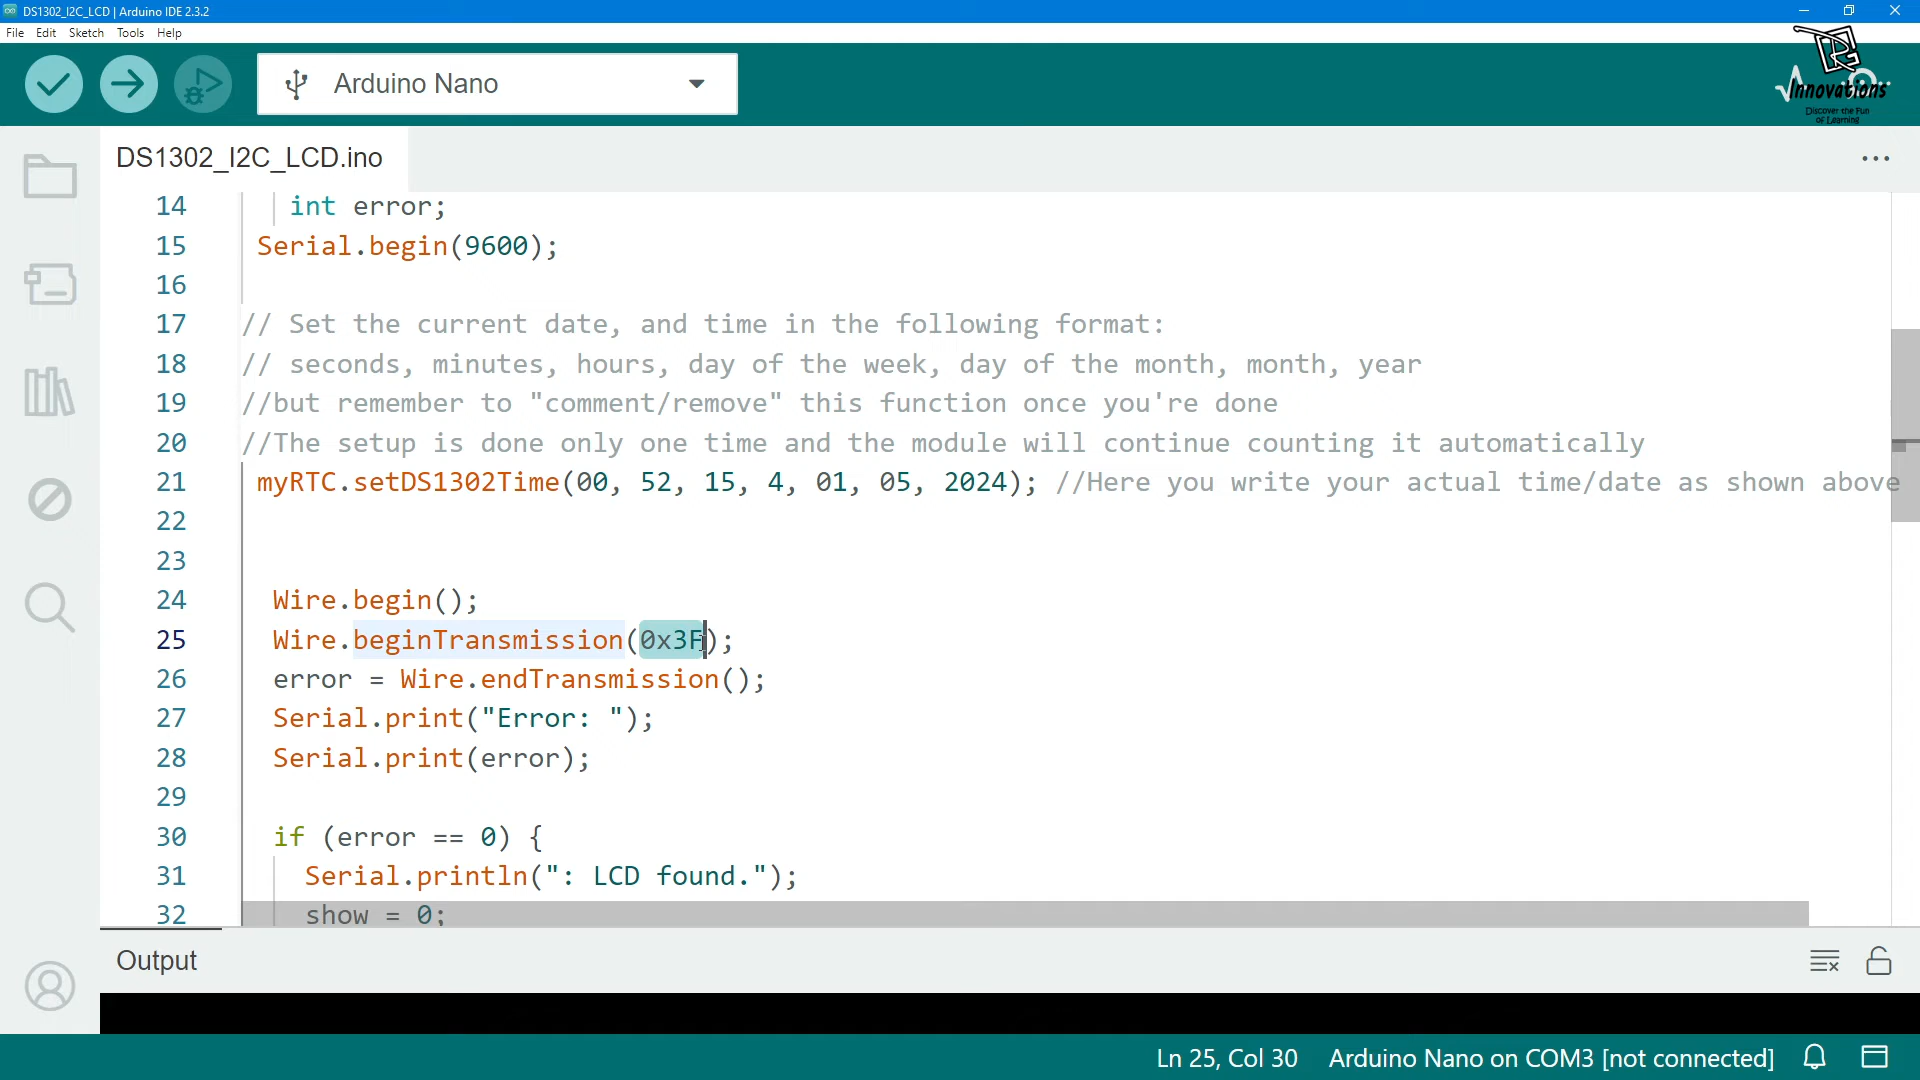 DS1302_I2C_LCD | Arduino IDE 2.3.2
File Edit Sketch Tools Help
Arduino Nano
Innovations
Discover the Fun
of Learning
DS1302_I2C_LCD.ino
14 int error;
15 Serial.begin(9600);
16
17 // Set the current date, and time in the following format:
18 // seconds, minutes, hours, day of the week, day of the month, month, year
19 //but remember to "comment/remove" this function once you're done
20 //The setup is done only one time and the module will continue counting it automatically
21 myRTC.setDS1302Time(00, 52, 15, 4, 01, 05, 2024); //Here you write your actual time/date as shown above
22
23
24 Wire.begin();
25 Wire.beginTransmission(0x3F);
26 error = Wire.endTransmission();
27 Serial.print("Error: ");
28 Serial.print(error);
29
30 if (error == 0) {
31 Serial.println(": LCD found.");
32 show = 0;
Output
Ln 25, Col 30 Arduino Nano on COM3 [not connected]